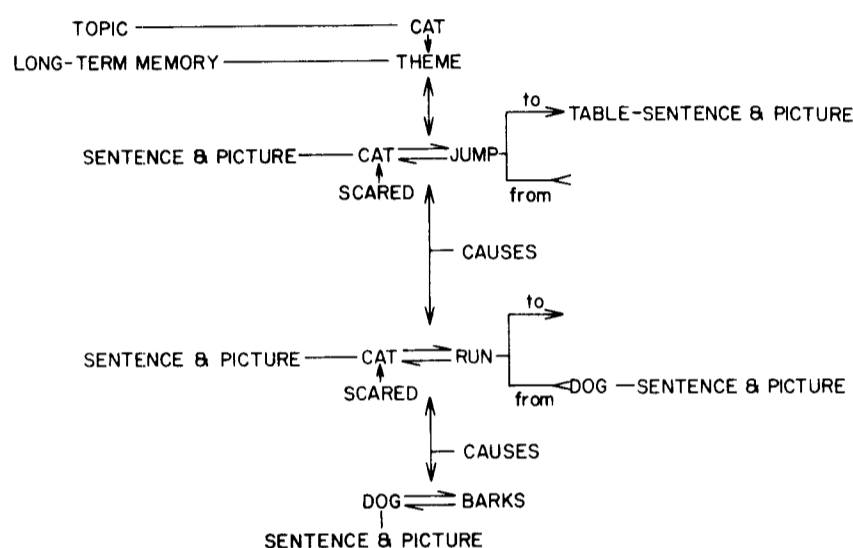 TOPIC CAT
LONG-TERM MEMORY THEME
to
TABLE-SENTENCE & PICTURE
SENTENCE & PICTURE CAT JUMP
SCARED
from
CAUSES
to
SENTENCE & PICTURE CAT RUN
SCARED
from
DOG SENTENCE & PICTURE
CAUSES
DOG BARKS
SENTENCE & PICTURE